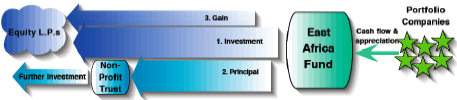 Equity L.P.s
3. Gain
1. Investment
2. Principal
Further Investment
Non-
Profit
Trust
East
Africa
Fund
Cash flow &
appreciation
Portfolio
Companies